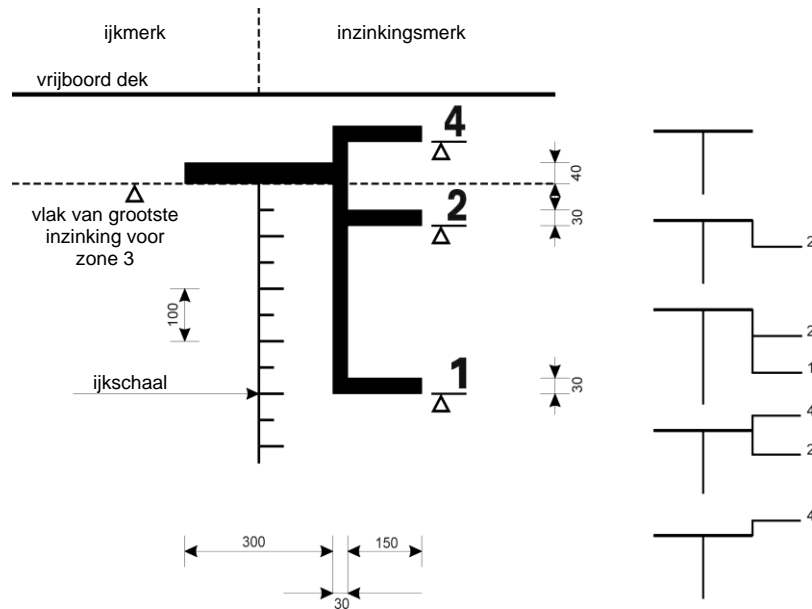 ijkmerk
inzinkingsmerk
vrijboord dek
4
40
2
30
vlak van grootste
inzinking voor
zone 3
100
ijkschaal
1
30
300
150
30
2
2
1
4
2
4